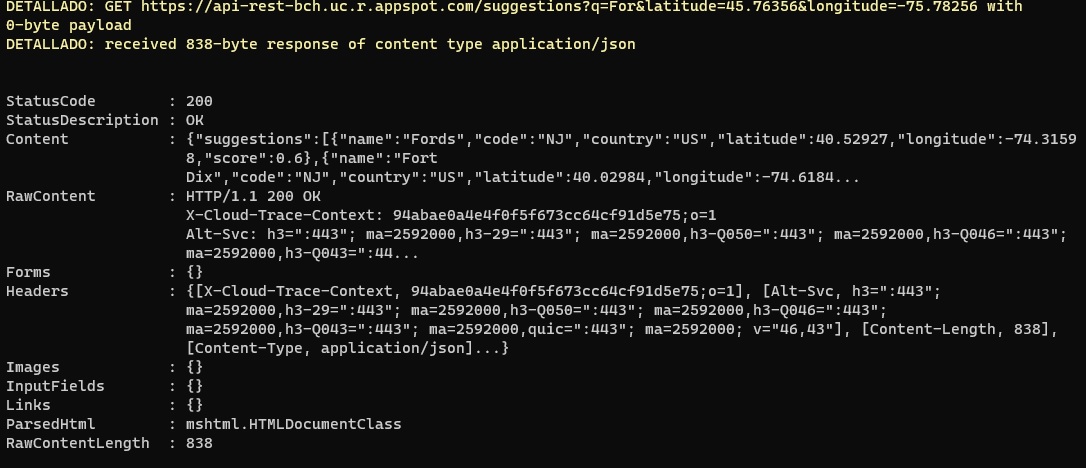 DETALLADO: GET https://api-rest-bch.uc.r.appspot.com/suggestions?q=For&latitude=45.76356&longitude=-75.78256 with
0-byte payload
DETALLADO: received 838-byte response of content type application/json
StatusCode        : 200
StatusDescription : OK
Content           : {"suggestions":[{"name":"Fords","code":"NJ","country":"US","latitude":40.52927,"longitude":-74.3159
                    8,"score":0.6},{"name":"Fort
                    Dix","code":"NJ","country":"US","latitude":40.02984,"longitude":-74.6184...
RawContent        : HTTP/1.1 200 OK
                    X-Cloud-Trace-Context: 94abae0a4e4f0f5f673cc64cf91d5e75;o=1
                    Alt-Svc: h3=":443"; ma=2592000,h3-29=":443"; ma=2592000,h3-Q050=":443"; ma=2592000,h3-Q046=":443";
                    ma=2592000,h3-Q043=":44...
Forms             : {}
Headers           : {[X-Cloud-Trace-Context, 94abae0a4e4f0f5f673cc64cf91d5e75;o=1], [Alt-Svc, h3=":443";
                    ma=2592000,h3-29=":443"; ma=2592000,h3-Q050=":443"; ma=2592000,h3-Q046=":443";
                    ma=2592000,h3-Q043=":443"; ma=2592000,quic=":443"; ma=2592000; v="46,43"], [Content-Length, 838],
                    [Content-Type, application/json]...}
Images            : {}
InputFields       : {}
Links             : {}
ParsedHtml        : mshtml.HTMLDocumentClass
RawContentLength  : 838